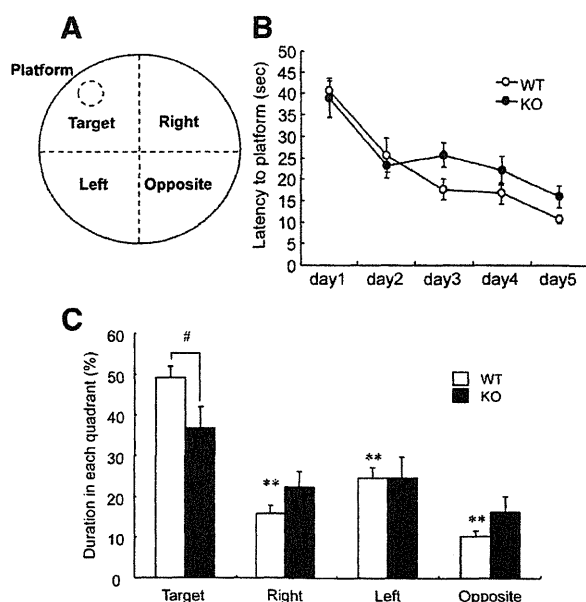 A
Platform
Target
Right
Left
Opposite
B
Latency to platform (sec)
50
45
40
35
30
25
20
15
10
5
0
WT
KO
day1 day2 day3 day4 day5
C
Duration in each quadrant (%)
60
50
40
30
20
10
0
#
**
**
**
WT
KO
Target Right Left Opposite